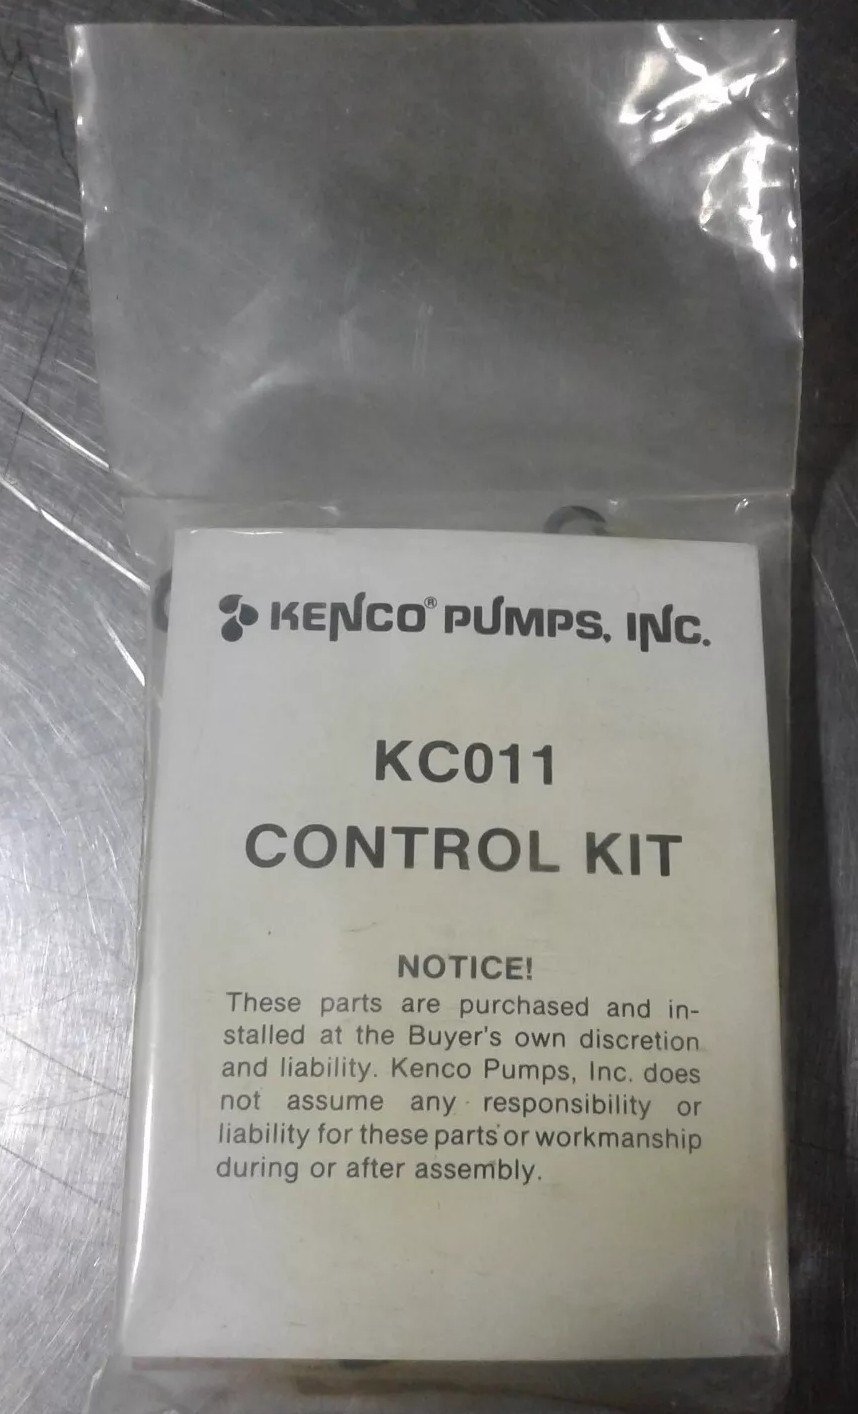 KENCO® PUMPS, INC.
KC011
CONTROL KIT
NOTICE!
These parts are purchased and in-
stalled at the Buyer's own discretion
and liability. Kenco Pumps, Inc. does
not assume any responsibility or
liability for these parts or workmanship
during or after assembly.